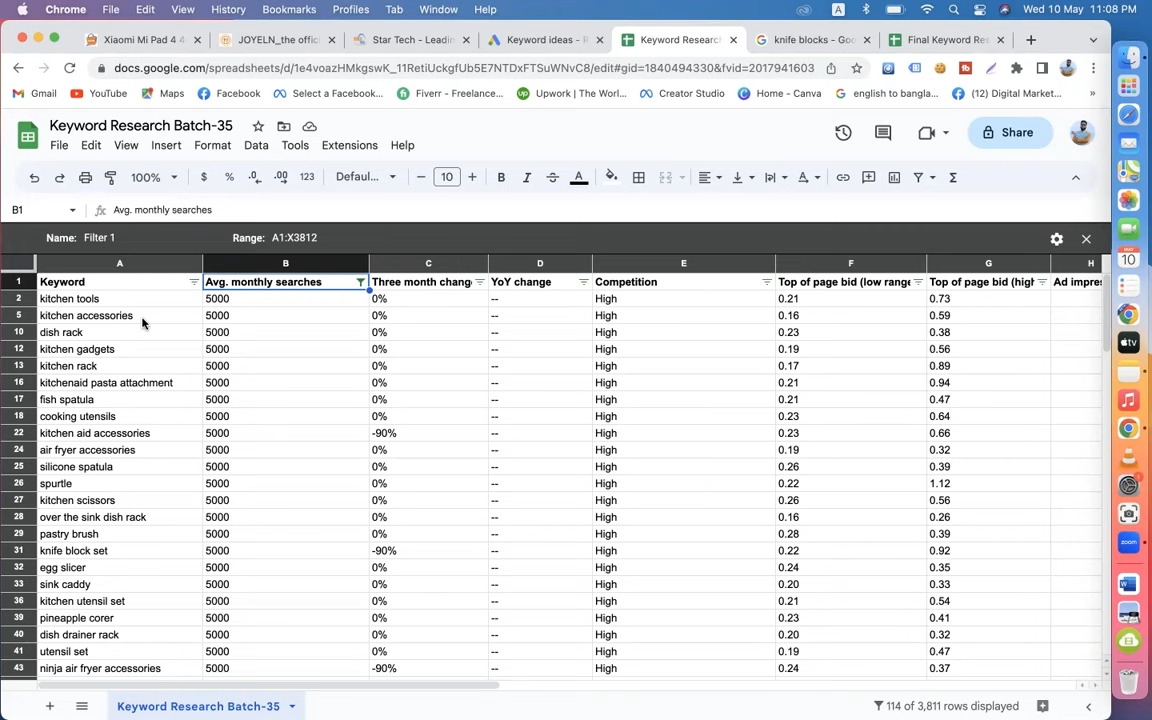 Chrome File Edit View History Bookmarks Profiles Tab Window Help A Wed 10 May 11:08 PM
Xiaomi Mi Pad 4 4 JOYELN_the offi Star Tech - Leadin Keyword ideas - R Keyword Researc knife blocks - Goo Final Keyword Re
docs.google.com/spreadsheets/d/1e4voazHMkgswK_11RetbUxkgfUb5E7NTDxFTSuWNvC8/edit#gid=1840494330&fvid=2017941603
Gmail YouTube Maps Facebook Select a Facebook... Fiverr - Freelance... Upwork | The Worl... Creator Studio Home - Canva english to bangla... (12) Digital Market...
Keyword Research Batch-35
Share
File Edit View Insert Format Data Tools Extensions Help
100% $ % .0 .00 123 Defaul... 10 B I S A
B1 fx Avg. monthly searches
Name: Filter 1 Range: A1:X3812
A B C D E F G H
1 Keyword Avg. monthly searches Three month chang YoY change Competition Top of page bid (low range Top of page bid (high Ad impres
2 kitchen tools 5000 0% -- High 0.21 0.73
5 kitchen accessories 5000 0% -- High 0.16 0.59
10 dish rack 5000 0% -- High 0.23 0.38
12 kitchen gadgets 5000 0% -- High 0.19 0.56
13 kitchen rack 5000 0% -- High 0.17 0.89
16 kitchenaid pasta attachment 5000 0% -- High 0.21 0.94
17 fish spatula 5000 0% -- High 0.21 0.47
18 cooking utensils 5000 0% -- High 0.23 0.64
22 kitchen aid accessories 5000 -90% -- High 0.23 0.66
24 air fryer accessories 5000 0% -- High 0.19 0.32
25 silicone spatula 5000 0% -- High 0.26 0.39
26 spurtle 5000 0% -- High 0.22 1.12
27 kitchen scissors 5000 0% -- High 0.26 0.56
28 over the sink dish rack 5000 0% -- High 0.16 0.26
29 pastry brush 5000 0% -- High 0.28 0.39
31 knife block set 5000 -90% -- High 0.22 0.92
32 egg slicer 5000 0% -- High 0.24 0.35
33 sink caddy 5000 0% -- High 0.20 0.33
36 kitchen utensil set 5000 0% -- High 0.21 0.54
39 pineapple corer 5000 0% -- High 0.23 0.41
40 dish drainer rack 5000 0% -- High 0.20 0.32
41 utensil set 5000 0% -- High 0.19 0.47
43 ninja air fryer accessories 5000 -90% -- High 0.24 0.37
Keyword Research Batch-35 114 of 3,811 rows displayed
10
tv
zoom